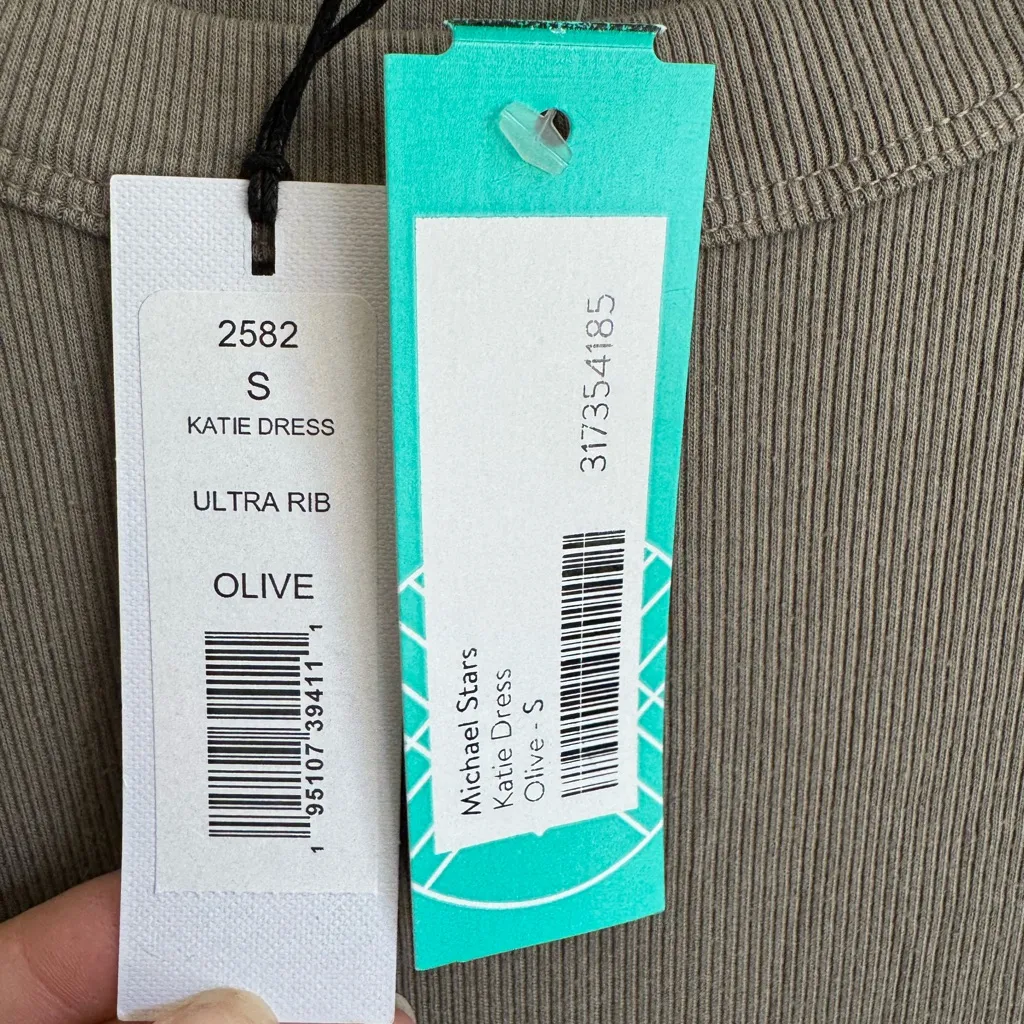 2582
S
KATIE DRESS
ULTRA RIB
OLIVE
1 95107 39411 1
317354185
Michael Stars
Katie Dress
Olive - S